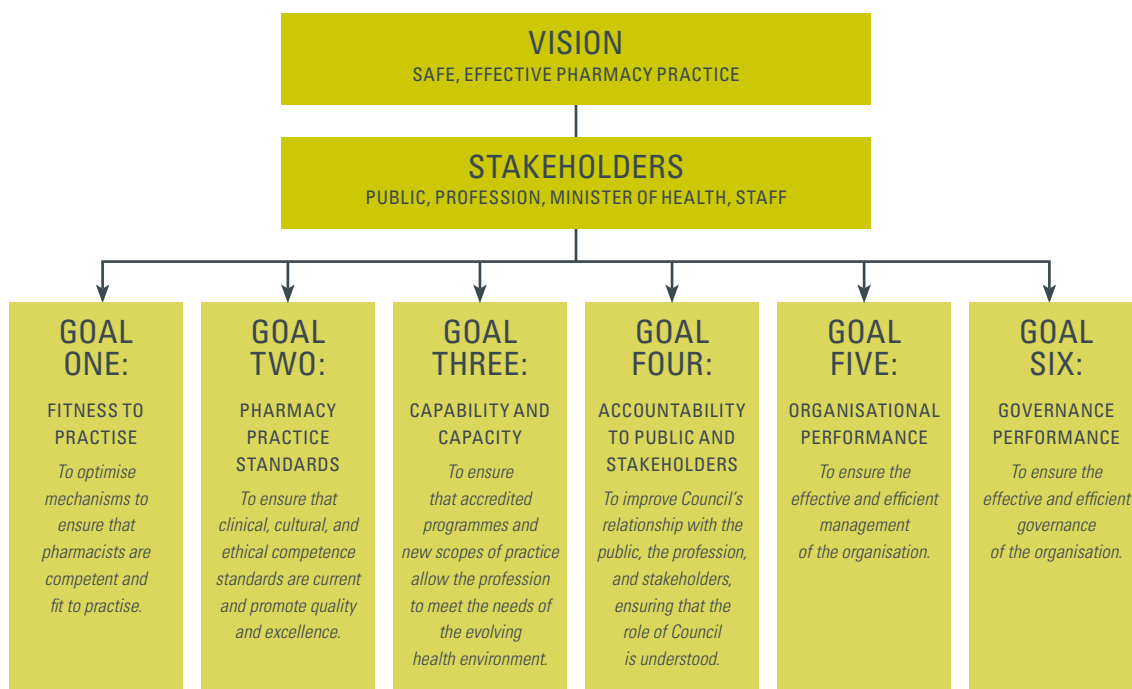 VISION
SAFE, EFFECTIVE PHARMACY PRACTICE
STAKEHOLDERS
PUBLIC, PROFESSION, MINISTER OF HEALTH, STAFF
GOAL
ONE:
FITNESS TO
PRACTISE
To optimise
mechanisms to
ensure that
pharmacists are
competent and
fit to practise.
GOAL
TWO:
PHARMACY
PRACTICE
STANDARDS
To ensure that
clinical, cultural, and
ethical competence
standards are current
and promote quality
and excellence.
GOAL
THREE:
CAPABILITY AND
CAPACITY
To ensure
that accredited
programmes and
new scopes of practice
allow the profession
to meet the needs of
the evolving
health environment.
GOAL
FOUR:
ACCOUNTABILITY
TO PUBLIC AND
STAKEHOLDERS
To improve Council’s
relationship with the
public, the profession,
and stakeholders,
ensuring that the
role of Council
is understood.
GOAL
FIVE:
ORGANISATIONAL
PERFORMANCE
To ensure the
effective and efficient
management
of the organisation.
GOAL
SIX:
GOVERNANCE
PERFORMANCE
To ensure the
effective and efficient
governance
of the organisation.